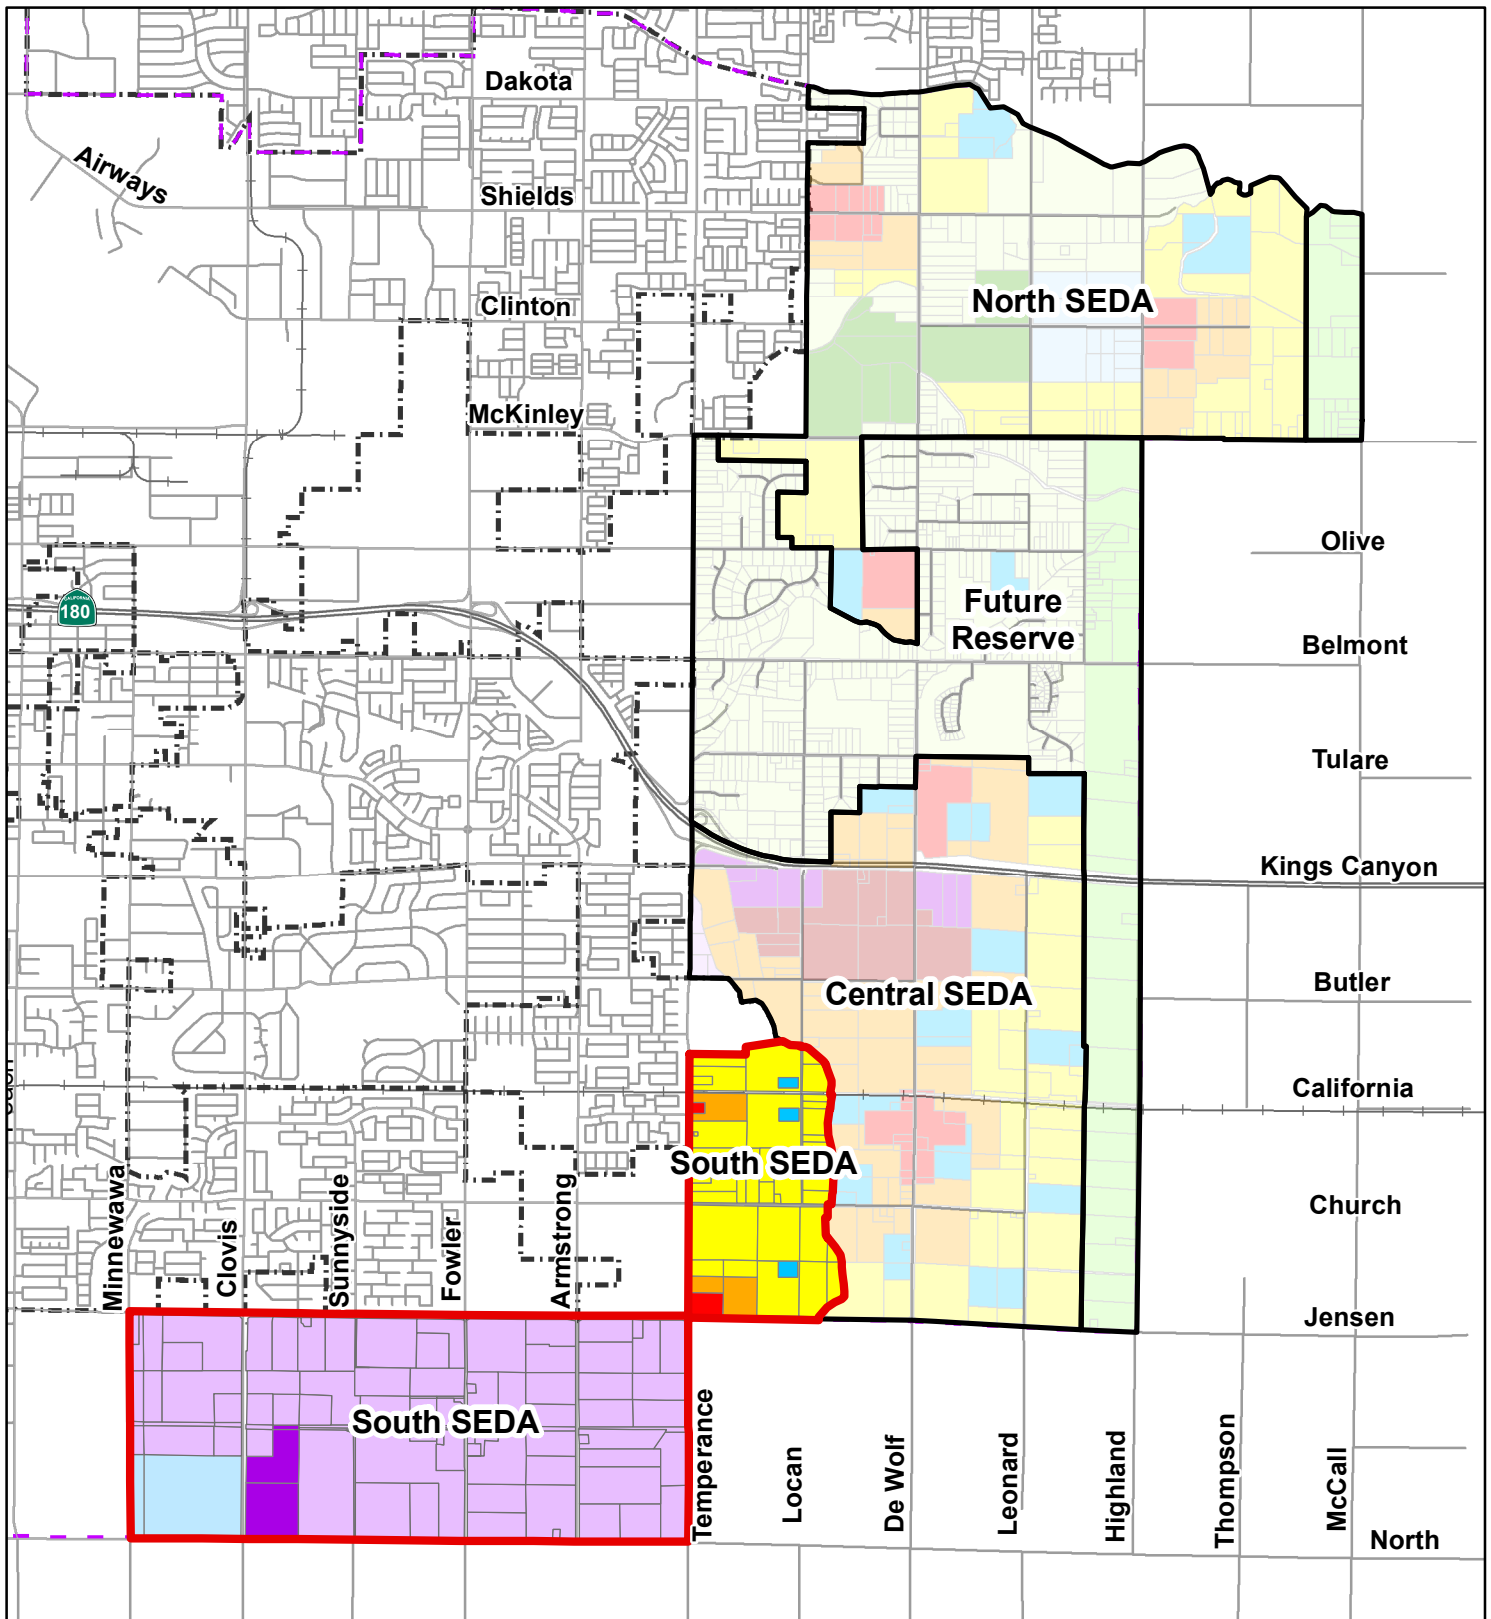 Dakota
Airways
Shields
Clinton
North SEDA
McKinley
Olive
CALIFORNIA
180
Future
Reserve
Belmont
Tulare
Kings Canyon
Butler
Central SEDA
California
South SEDA
Church
Minnewawa
Clovis
Sunnyside
Fowler
Armstrong
Jensen
South SEDA
Temperance
Locan
De Wolf
Leonard
Highland
Thompson
McCall
North